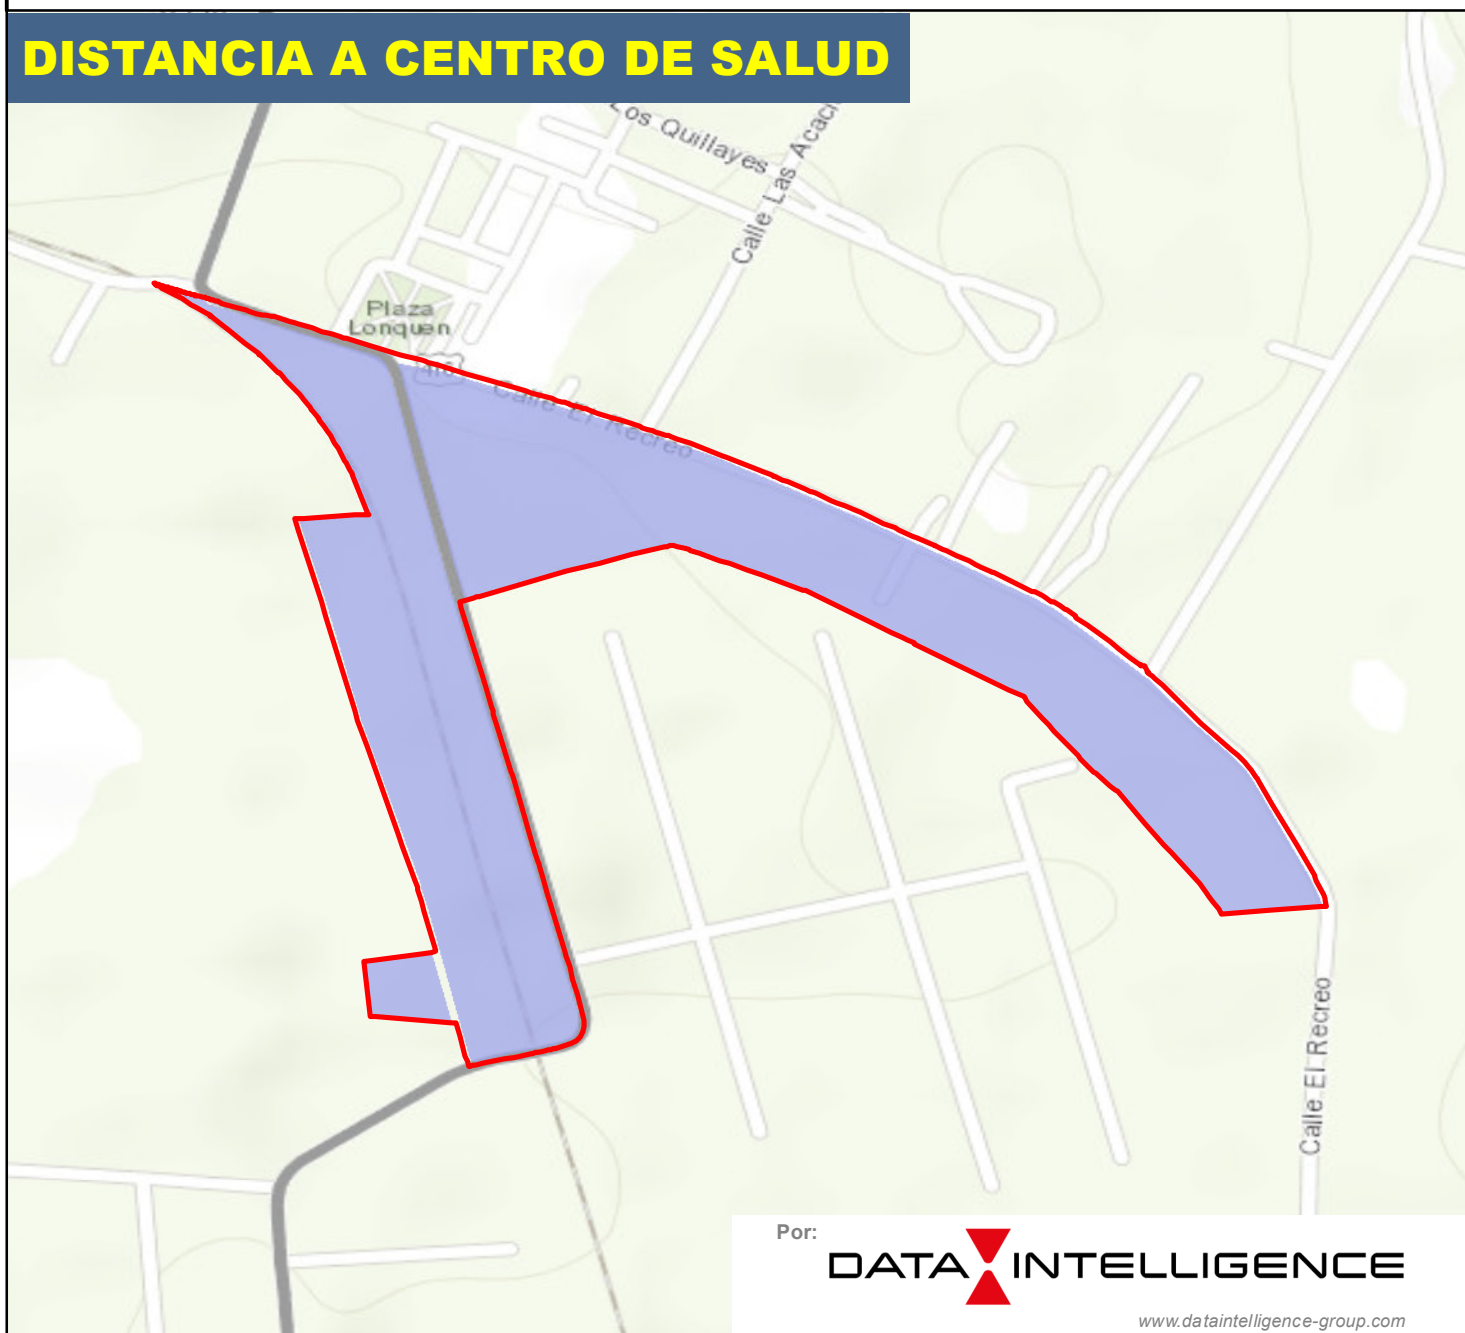 DISTANCIA A CENTRO DE SALUD
Los Quillayes
Calle Las Acaci
Plaza
Lonquen
Calle El Recreo
Calle El Recreo
Por:
DATA INTELLIGENCE
www.dataintelligence-group.com